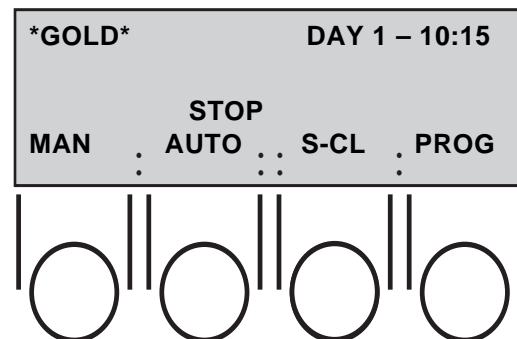 *GOLD* DAY 1 – 10:15
STOP
MAN : AUTO : : S-CL : PROG